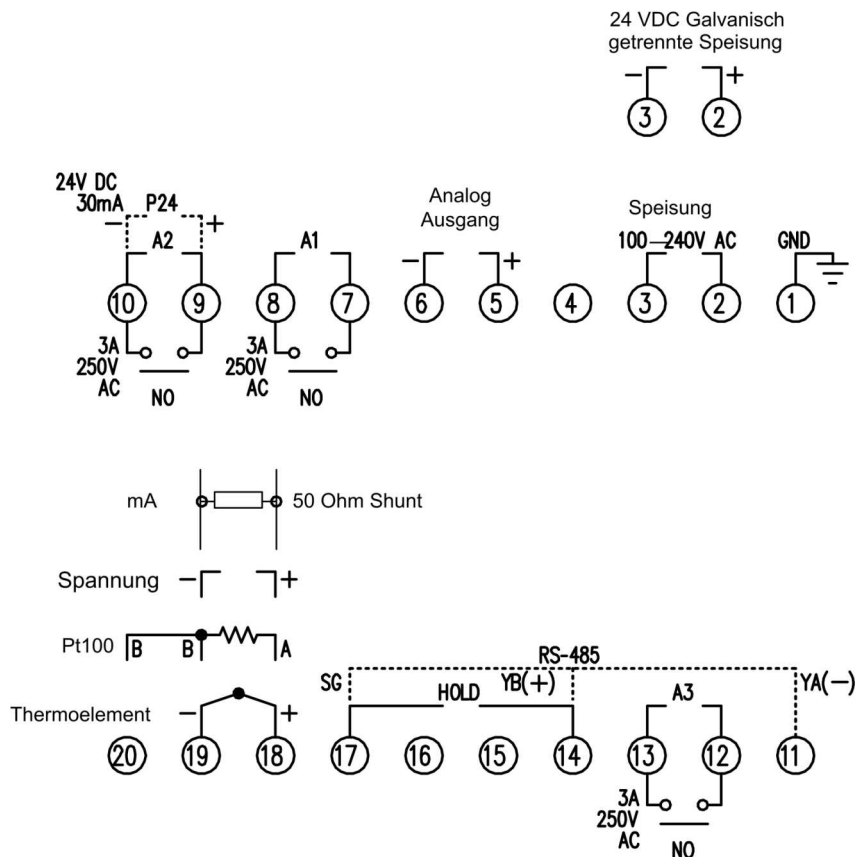 24 VDC Galvanisch
getrennte Speisung
− +
3 2
24V DC
30mA P24
− +
A2 A1
Analog
Ausgang
− +
Speisung
100—240V AC GND
10 9 8 7 6 5 4 3 2 1
3A
250V
AC NO
3A
250V
AC NO
mA 50 Ohm Shunt
Spannung − +
Pt100 B B A
RS-485
SG HOLD YB(+) A3 YA(−)
Thermoelement − +
20 19 18 17 16 15 14 13 12 11
3A
250V
AC NO